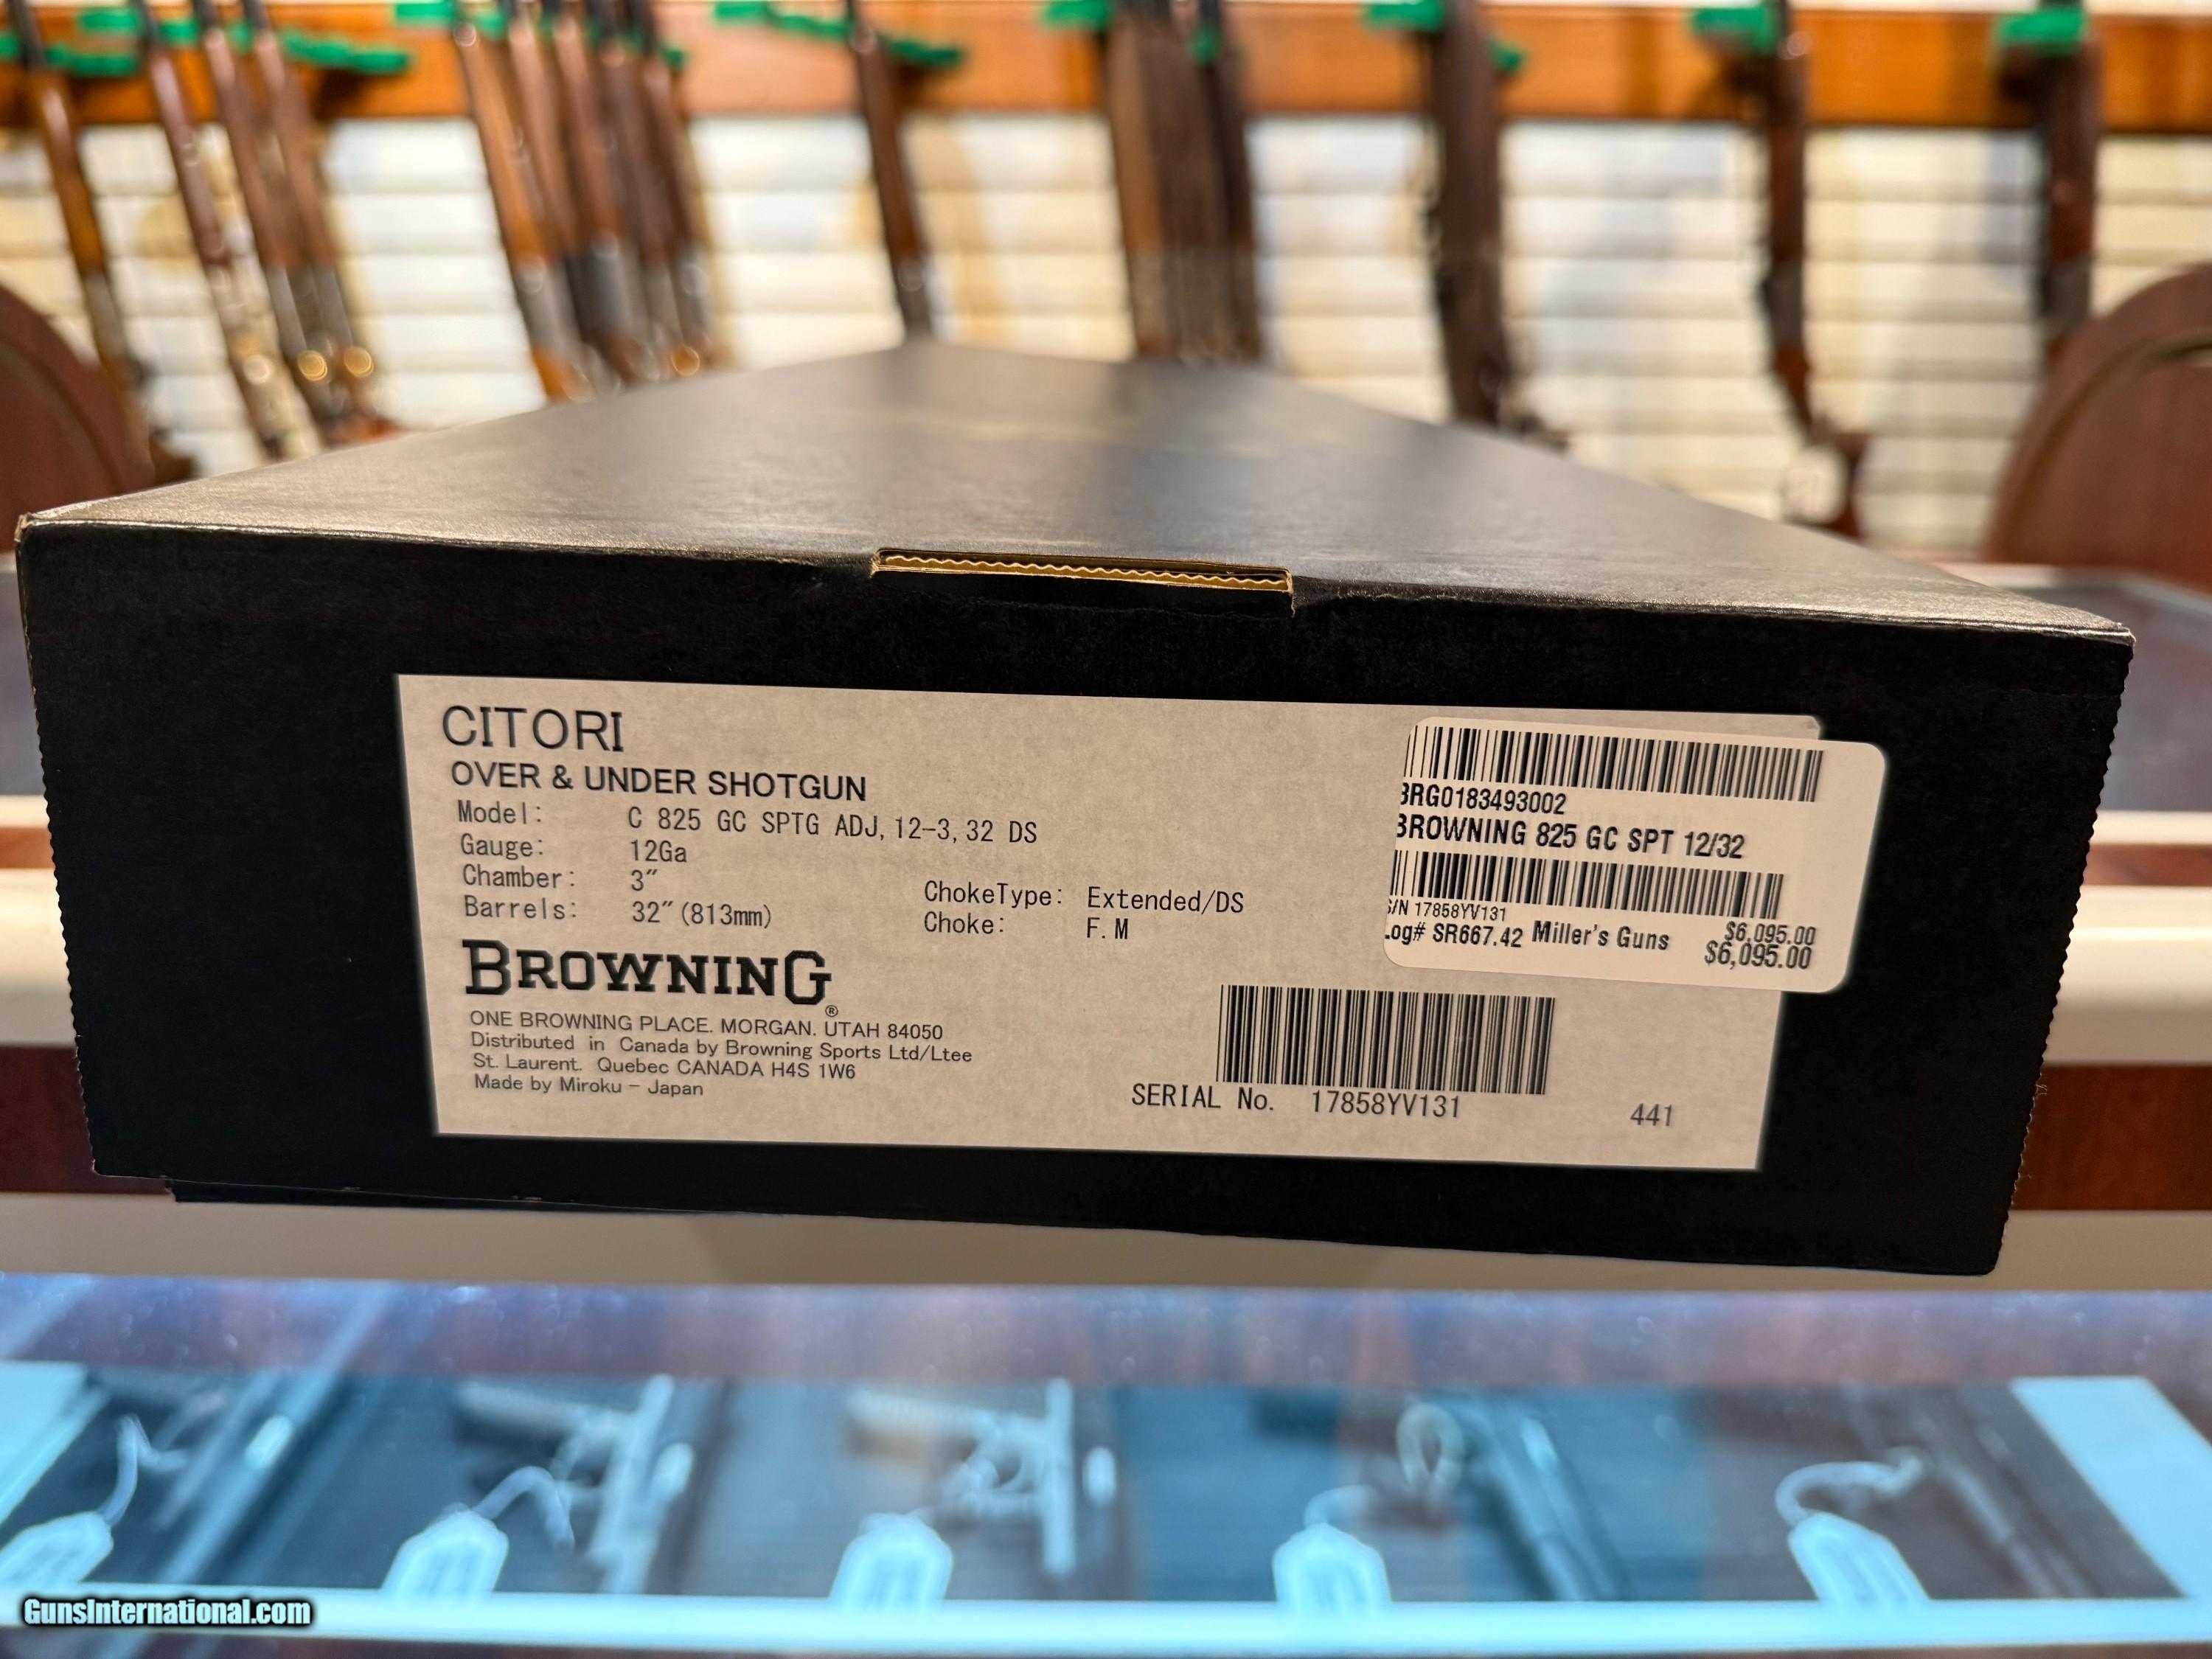 CITORI
OVER & UNDER SHOTGUN
Model: C 825 GC SPTG ADJ, 12-3, 32 DS
Gauge: 12Ga
Chamber: 3"
Barrels: 32"(813mm)
ChokeType: Extended/DS
Choke: F. M
BROWNING®
ONE BROWNING PLACE. MORGAN. UTAH 84050
Distributed in Canada by Browning Sports Ltd/Ltee
St. Laurent. Quebec CANADA H4S 1W6
Made by Miroku - Japan
SERIAL No. 17858YV131
441
BRG0183493002
BROWNING 825 GC SPT 12/32
S/N 17858YV131
$6,095.00
Log# SR667.42 Miller's Guns $6,095.00
GunsInternational.com